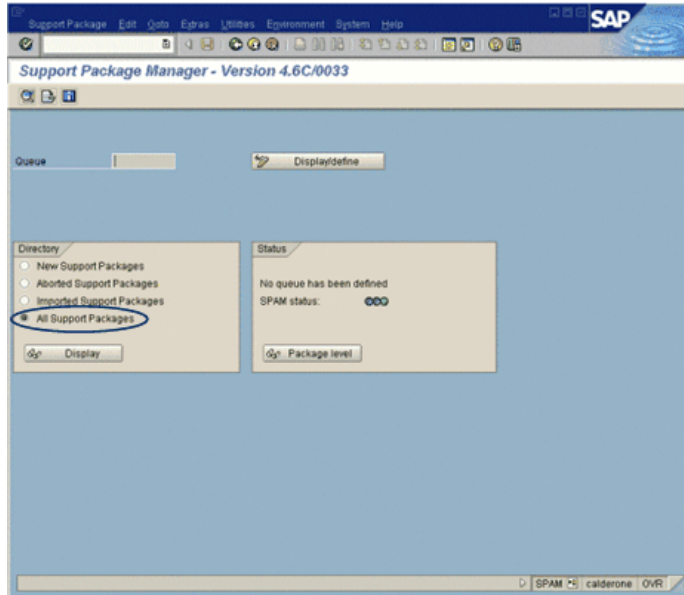 Support Package Edit Goto Extras Utilities Environment System Help
SAP
Support Package Manager - Version 4.6C/0033
Queue
Display/define
Directory
New Support Packages
Aborted Support Packages
Imported Support Packages
All Support Packages
Display
Status
No queue has been defined
SPAM status:
Package level
SPAM calderone OVR